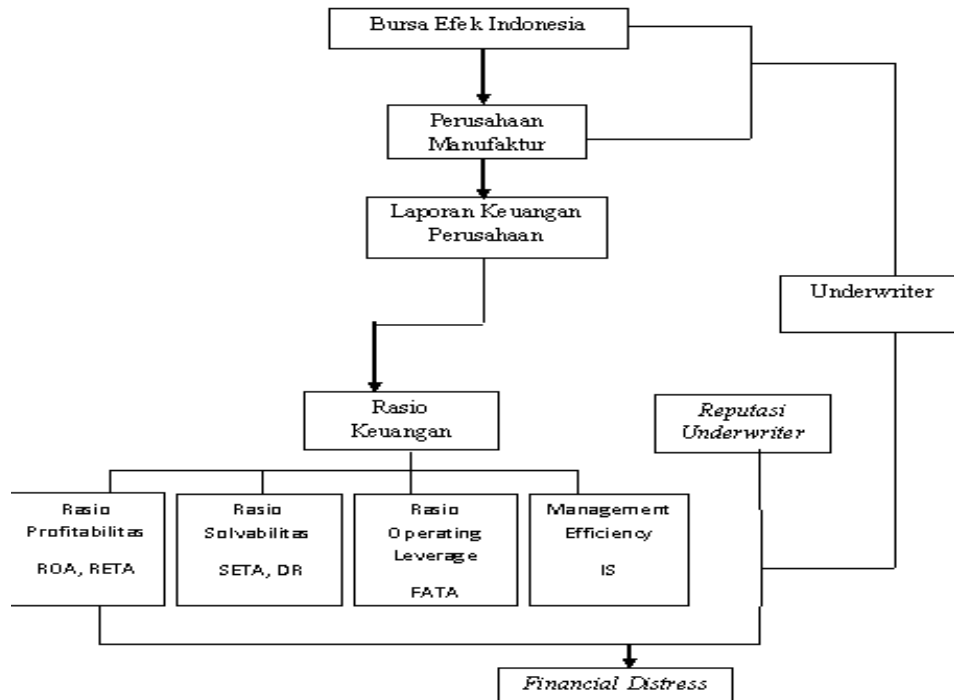 Bursa Efek Indonesia
Perusahaan
Manufaktur
Laporan Keuangan
Perusahaan
Underwriter
Rasio
Keuangan
Reputasi
Underwriter
Rasio
Profitabilitas
ROA, RETA
Rasio
Solvabilitas
SETA, DR
Rasio
Operating
Leverage
FATA
Management
Efficiency
IS
Financial Distress